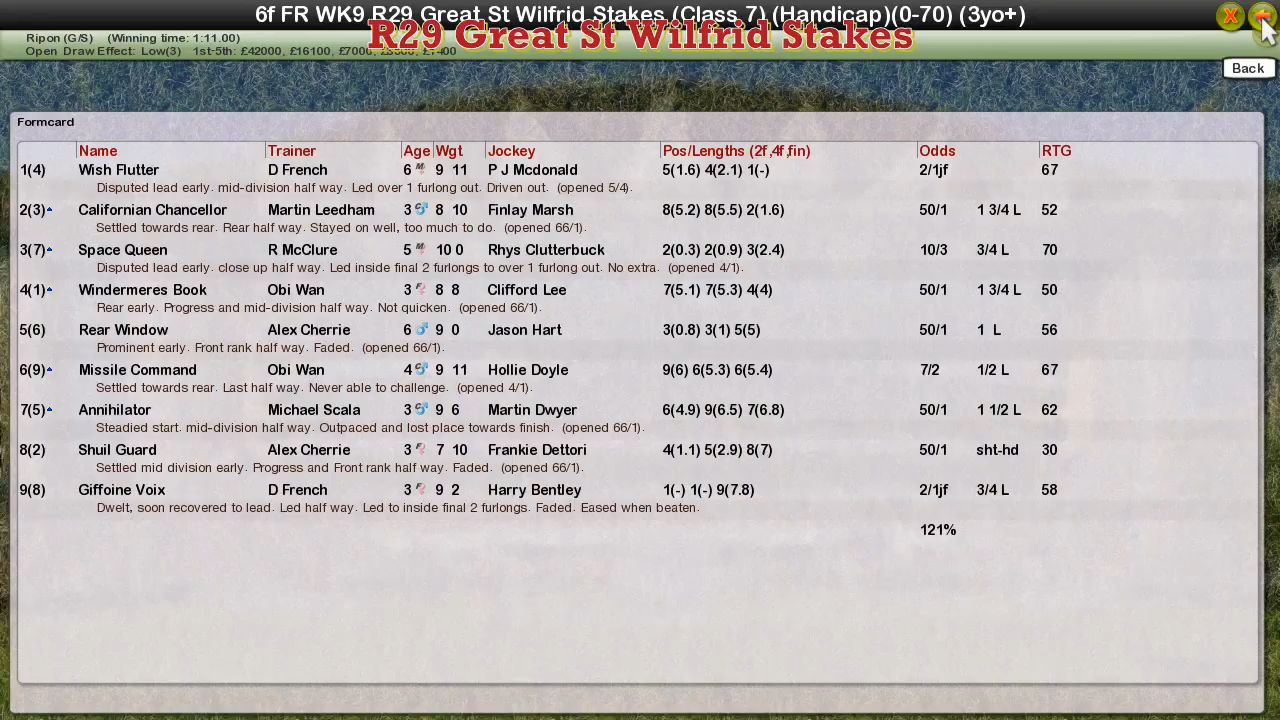 6f FR WK9 R29 Great St Wilfrid Stakes (Class 7) (Handicap)(0-70) (3yo+)
R29 Great St Wilfrid Stakes
Ripon (G/S) (Winning time: 1:11.00)
Open Draw Effect: Low(3) 1st-5th: £42000, £16100, £7000,
X
Back
Formcard
Name Trainer Age Wgt Jockey Pos/Lengths (2f,4f,fin) Odds RTG
1(4) Wish Flutter D French 6 9 11 P J Mcdonald 5(1.6) 4(2.1) 1(-) 2/1jf 67
Disputed lead early. mid-division half way. Led over 1 furlong out. Driven out. (opened 5/4).
2(3) Californian Chancellor Martin Leedham 3 8 10 Finlay Marsh 8(5.2) 8(5.5) 2(1.6) 50/1 1 3/4 L 52
Settled towards rear. Rear half way. Stayed on well, too much to do. (opened 66/1).
3(7) Space Queen R McClure 5 10 0 Rhys Clutterbuck 2(0.3) 2(0.9) 3(2.4) 10/3 3/4 L 70
Disputed lead early. close up half way. Led inside final 2 furlongs to over 1 furlong out. No extra. (opened 4/1).
4(1) Windermeres Book Obi Wan 3 8 8 Clifford Lee 7(5.1) 7(5.3) 4(4) 50/1 1 3/4 L 50
Rear early. Progress and mid-division half way. Not quicken. (opened 66/1).
5(6) Rear Window Alex Cherrie 6 9 0 Jason Hart 3(0.8) 3(1) 5(5) 50/1 1 L 56
Prominent early. Front rank half way. Faded. (opened 66/1).
6(9) Missile Command Obi Wan 4 9 11 Hollie Doyle 9(6) 6(5.3) 6(5.4) 7/2 1/2 L 67
Settled towards rear. Last half way. Never able to challenge. (opened 4/1).
7(5) Annihilator Michael Scala 3 9 6 Martin Dwyer 6(4.9) 9(6.5) 7(6.8) 50/1 1 1/2 L 62
Steadied start. mid-division half way. Outpaced and lost place towards finish. (opened 66/1).
8(2) Shuil Guard Alex Cherrie 3 7 10 Frankie Dettori 4(1.1) 5(2.9) 8(7) 50/1 sht-hd 30
Settled mid division early. Progress and Front rank half way. Faded. (opened 66/1).
9(8) Giffoine Voix D French 3 9 2 Harry Bentley 1(-) 1(-) 9(7.8) 2/1jf 3/4 L 58
Dwelt, soon recovered to lead. Led half way. Led to inside final 2 furlongs. Faded. Eased when beaten.
121%